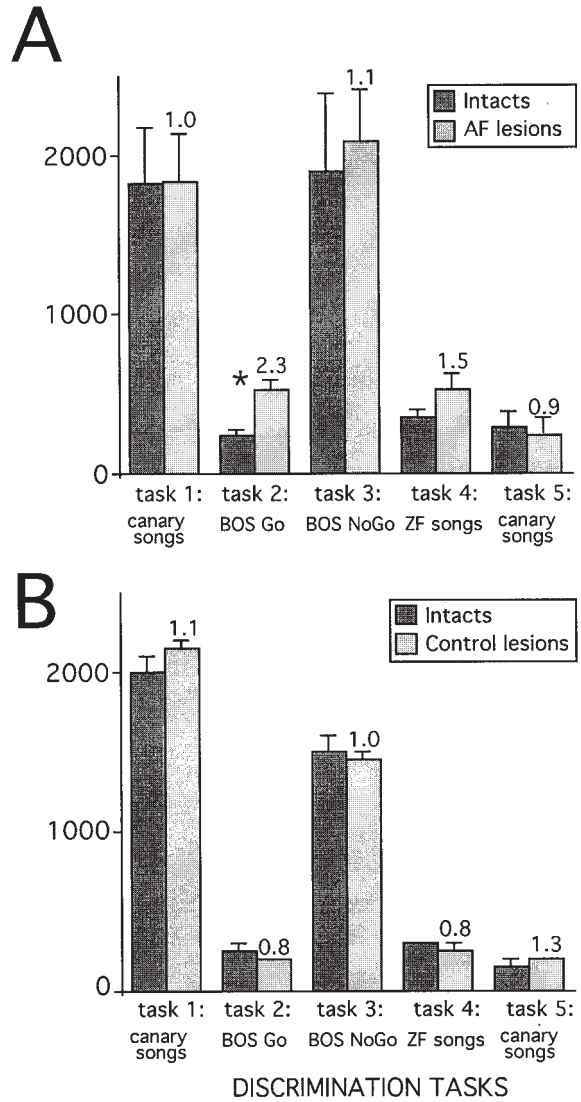 A
Intacts
AF lesions
2000
1000
0
1.0
*
2.3
1.1
1.5
0.9
task 1: task 2: task 3: task 4: task 5:
canary songs BOS Go BOS NoGo ZF songs canary songs
B
Intacts
Control lesions
2000
1000
0
1.1
0.8
1.0
0.8
1.3
task 1: task 2: task 3: task 4: task 5:
canary songs BOS Go BOS NoGo ZF songs canary songs
DISCRIMINATION TASKS